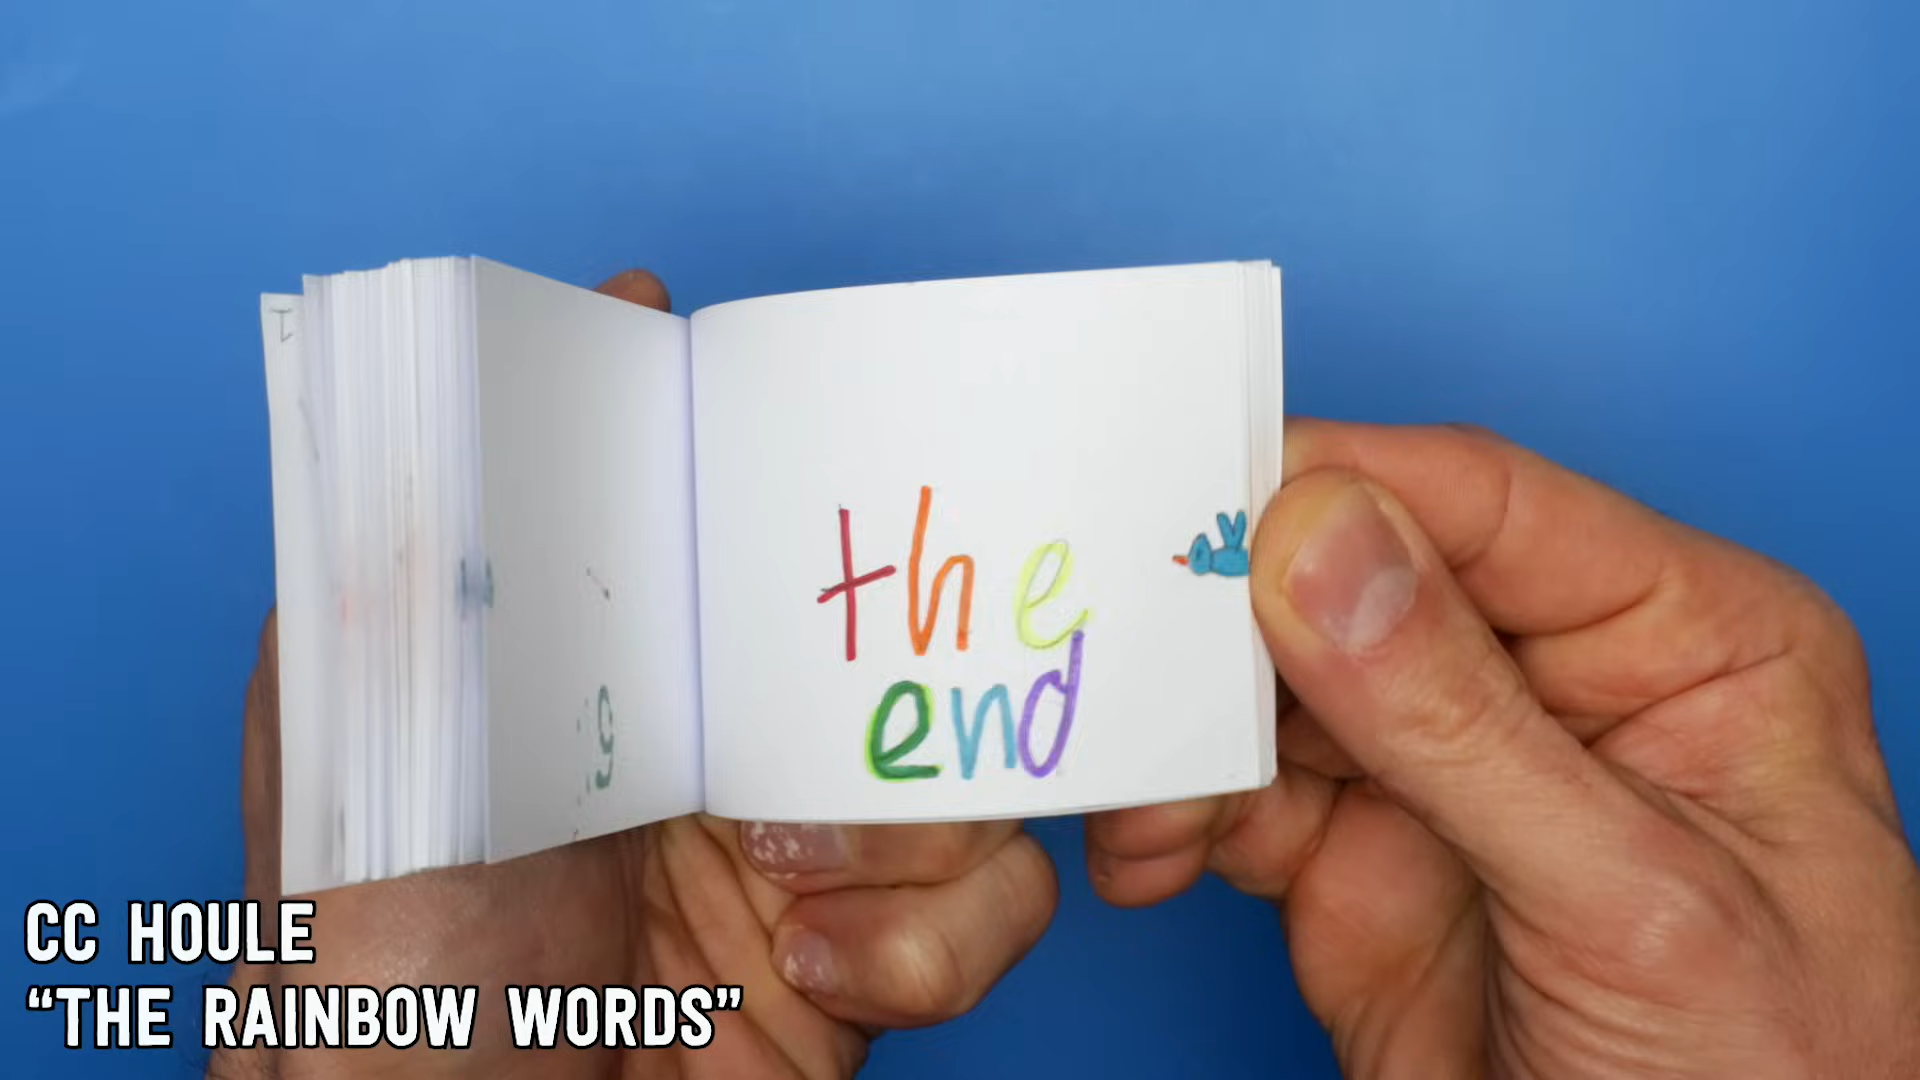 the
end
CC HOULE
“THE RAINBOW WORDS”